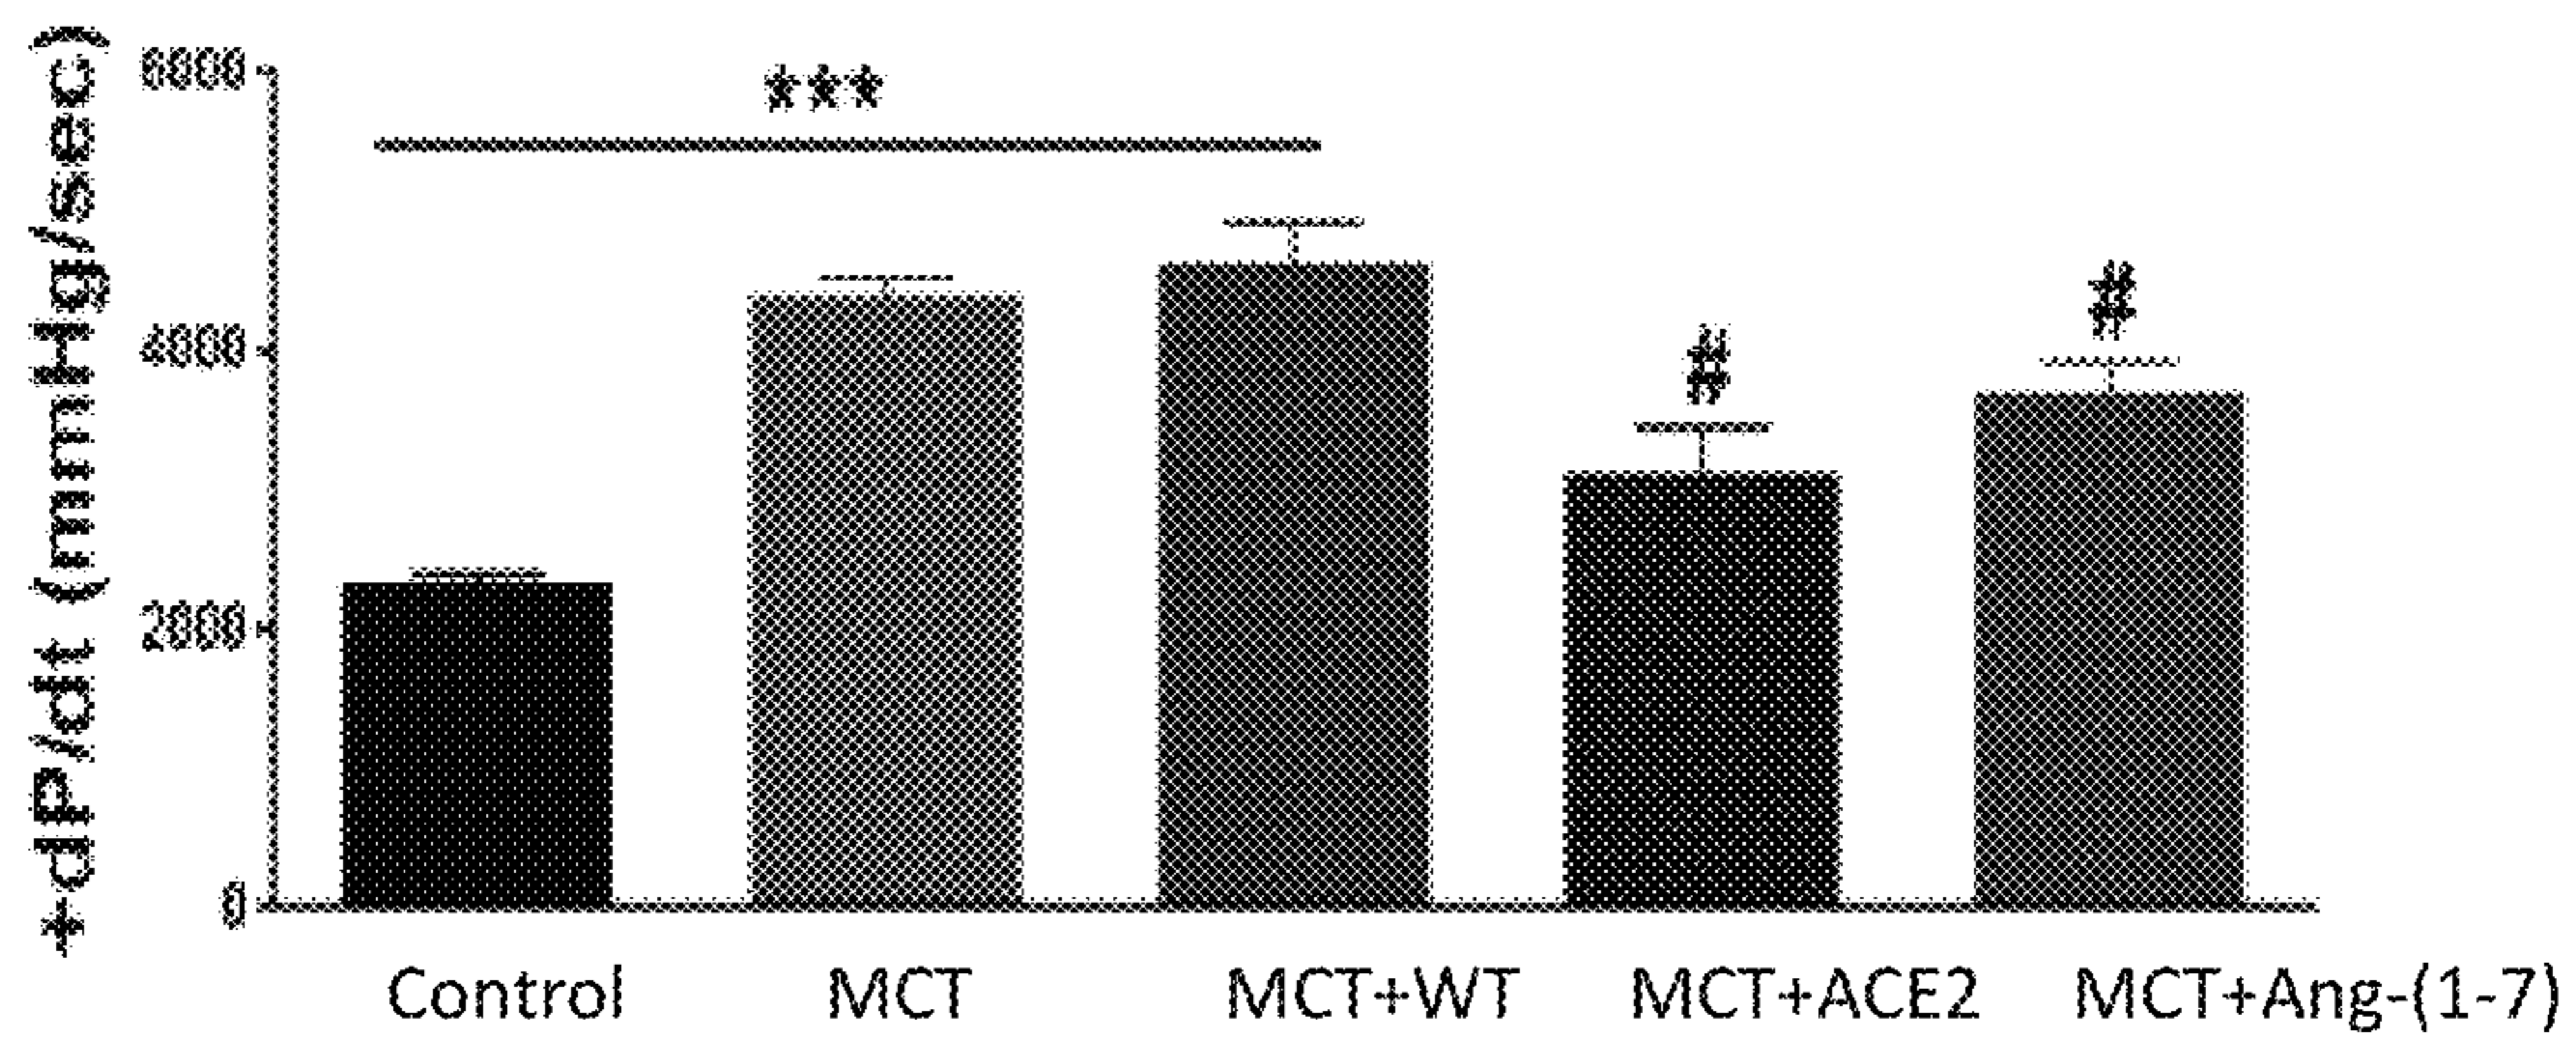 +dP/dt (mmHg/sec)
6000
4000
2000
0
***
#
#
Control
MCT
MCT+WT
MCT+ACE2
MCT+Ang-(1-7)